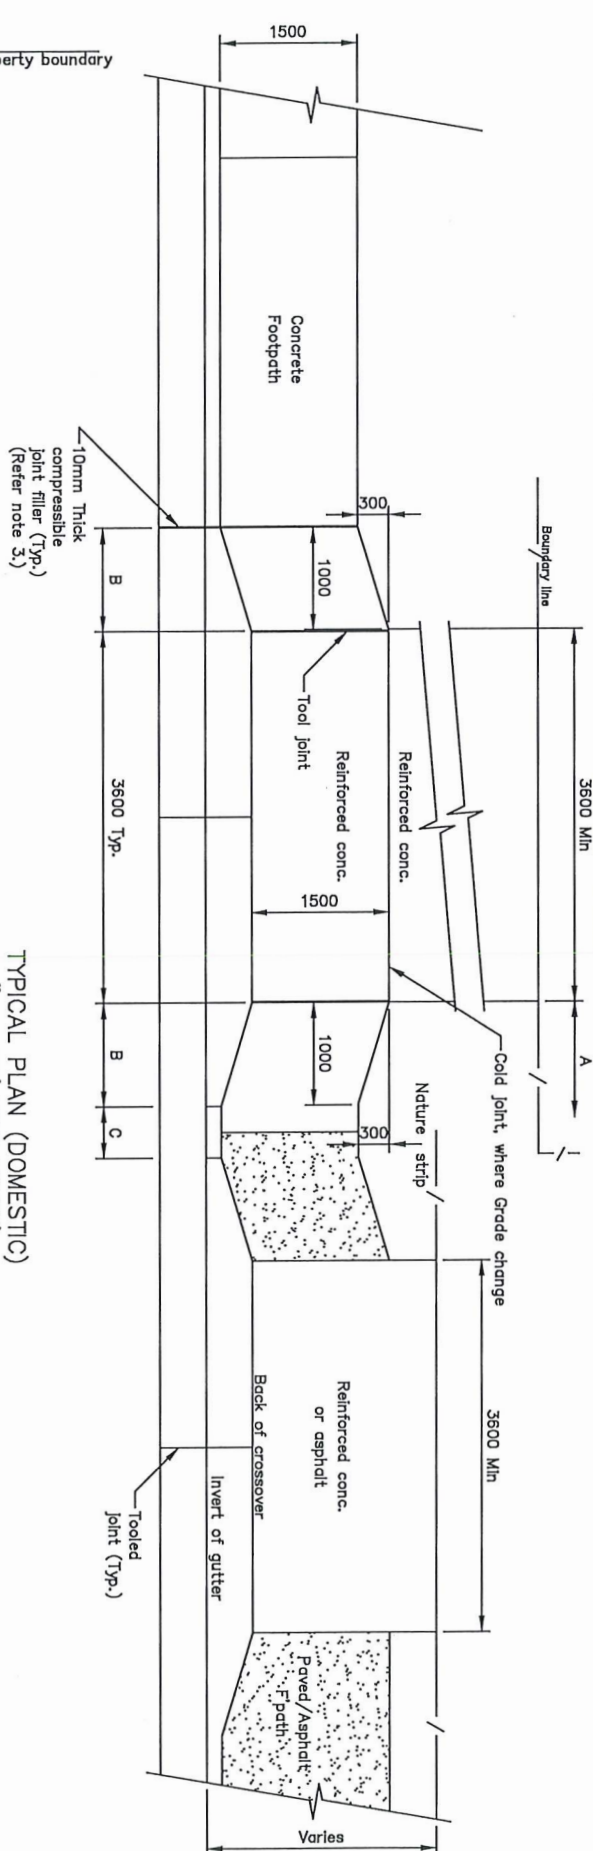 erty boundary
1500
Concrete
Footpath
10mm Thick
compressible
joint filler (Typ.)
(Refer note 3.)
300
1000
B
Tool joint
Boundary line
3600 Min
Reinforced conc.
Reinforced conc.
1500
3600 Typ.
A
Cold joint, where Grade change
1000
B
C
300
Nature strip
3600 Min
Reinforced conc.
or asphalt
Back of crossover
Invert of gutter
Tooled
joint (Typ.)
Paved/Asphalt
F'path
Varies
TYPICAL PLAN (DOMESTIC)